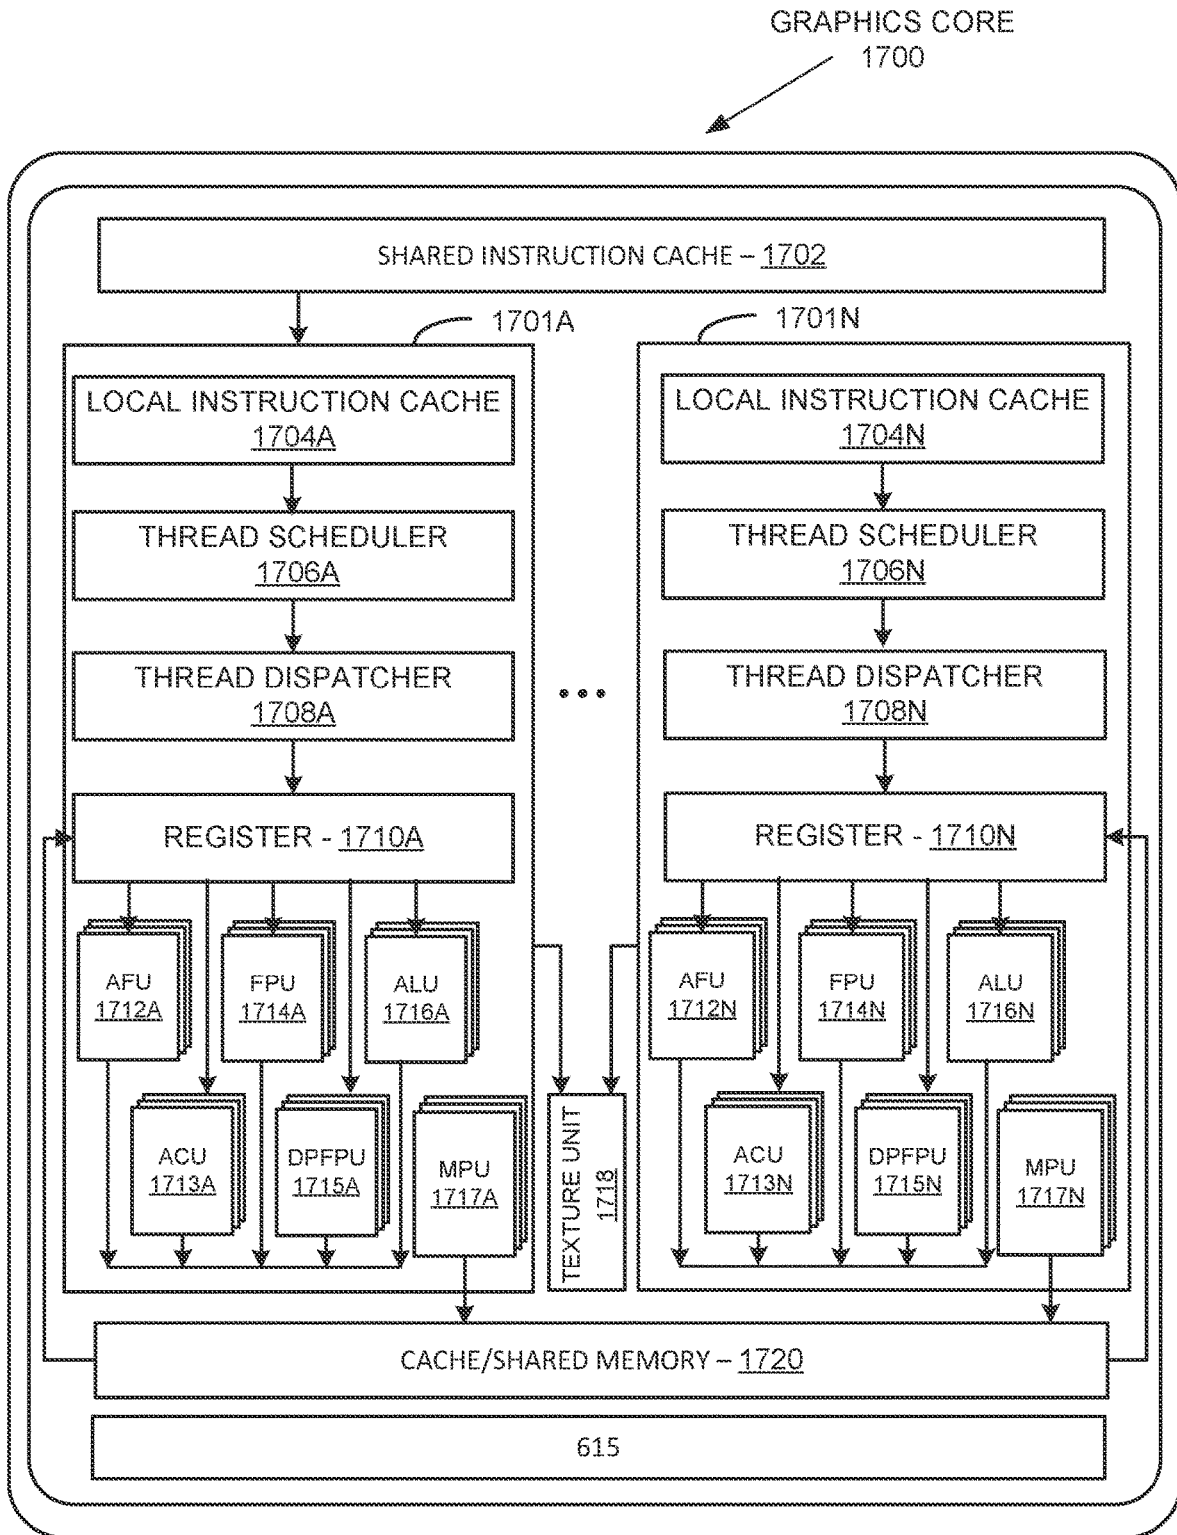 GRAPHICS CORE
1700
SHARED INSTRUCTION CACHE – 1702
1701A
LOCAL INSTRUCTION CACHE
1704A
THREAD SCHEDULER
1706A
THREAD DISPATCHER
1708A
REGISTER - 1710A
AFU
1712A
FPU
1714A
ALU
1716A
ACU
1713A
DPFPU
1715A
MPU
1717A
...
TEXTURE UNIT
1718
1701N
LOCAL INSTRUCTION CACHE
1704N
THREAD SCHEDULER
1706N
THREAD DISPATCHER
1708N
REGISTER - 1710N
AFU
1712N
FPU
1714N
ALU
1716N
ACU
1713N
DPFPU
1715N
MPU
1717N
CACHE/SHARED MEMORY – 1720
615